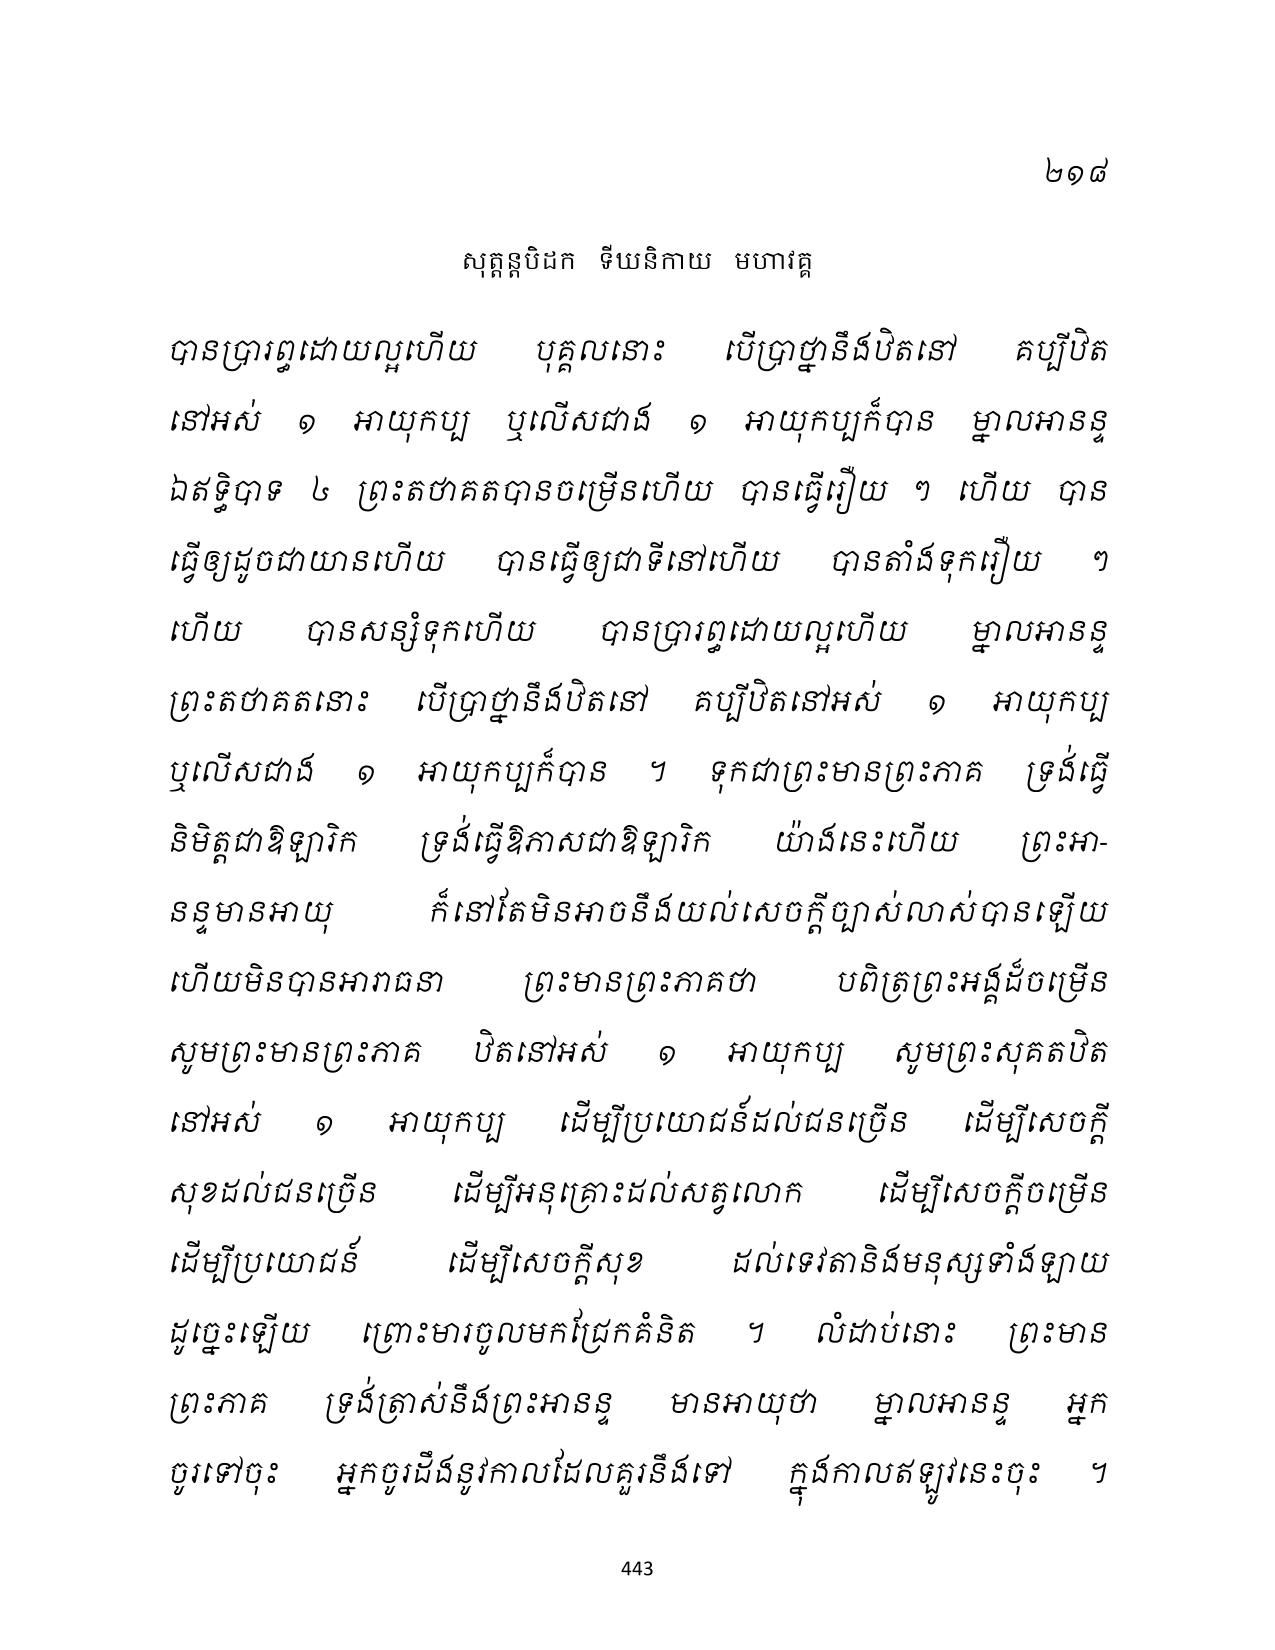 ២១៨
សុត្តន្តបិដក ទីឃនិកាយ មហាវគ្គ
បានប្រារព្ធដោយល្អហើយ បុគ្គលនោះ បើប្រាថ្នានឹងឋិតនៅ គប្បីឋិត
នៅអស់ ១ អាយុកប្ប ឬលើសជាង ១ អាយុកប្បក៏បាន ម្នាលអានន្ទ
ឯឥទ្ធិបាទ ៤ ព្រះតថាគតបានចម្រើនហើយ បានធ្វើរឿយ ៗ ហើយ បាន
ធ្វើឲ្យដូចជាយានហើយ បានធ្វើឲ្យជាទីនៅហើយ បានតាំងទុករឿយ ៗ
ហើយ បានសន្សំទុកហើយ បានប្រារព្ធដោយល្អហើយ ម្នាលអានន្ទ
ព្រះតថាគតនោះ បើប្រាថ្នានឹងឋិតនៅ គប្បីឋិតនៅអស់ ១ អាយុកប្ប
ឬលើសជាង ១ អាយុកប្បក៏បាន ។ ទុកជាព្រះមានព្រះភាគ ទ្រង់ធ្វើ
និមិត្តជាឱឡារិក ទ្រង់ធ្វើឱភាសជាឱឡារិក យ៉ាងនេះហើយ ព្រះអា-
នន្ទមានអាយុ ក៏នៅតែមិនអាចនឹងយល់សេចក្តីច្បាស់លាស់បានឡើយ
ហើយមិនបានអារាធនា ព្រះមានព្រះភាគថា បពិត្រព្រះអង្គដ៏ចម្រើន
សូមព្រះមានព្រះភាគ ឋិតនៅអស់ ១ អាយុកប្ប សូមព្រះសុគតឋិត
នៅអស់ ១ អាយុកប្ប ដើម្បីប្រយោជន៍ដល់ជនច្រើន ដើម្បីសេចក្តី
សុខដល់ជនច្រើន ដើម្បីអនុគ្រោះដល់សត្វលោក ដើម្បីសេចក្តីចម្រើន
ដើម្បីប្រយោជន៍ ដើម្បីសេចក្តីសុខ ដល់ទេវតានិងមនុស្សទាំងឡាយ
ដូច្នេះឡើយ ព្រោះមារចូលមកជ្រែកគំនិត ។ លំដាប់នោះ ព្រះមាន
ព្រះភាគ ទ្រង់ត្រាស់នឹងព្រះអានន្ទ មានអាយុថា ម្នាលអានន្ទ អ្នក
ចូរទៅចុះ អ្នកចូរដឹងនូវកាលដែលគួរនឹងទៅ ក្នុងកាលឥឡូវនេះចុះ ។
443